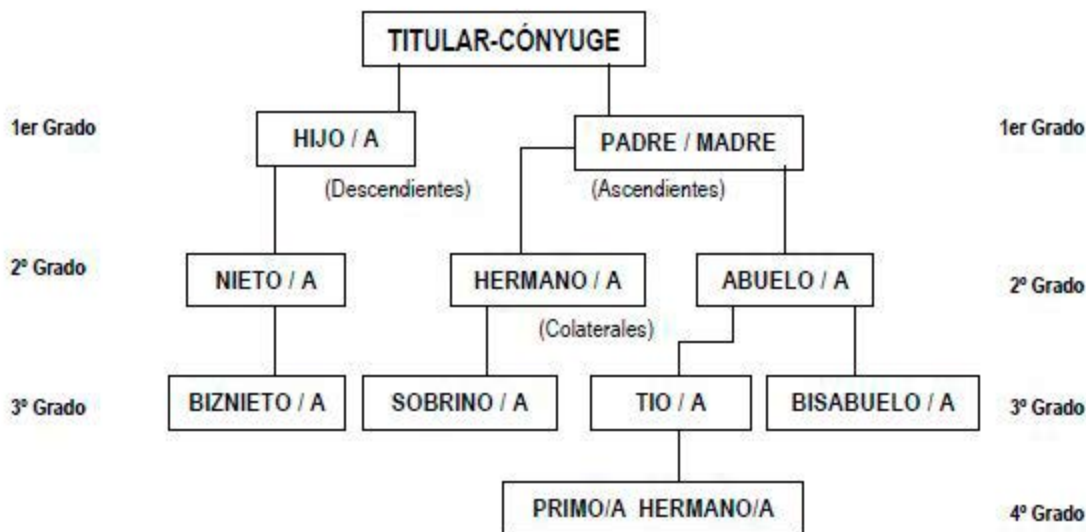 TITULAR-CÓNYUGE
1er Grado
HIJO / A
PADRE / MADRE
1er Grado
(Descendientes)
(Ascendientes)
2º Grado
NIETO / A
HERMANO / A
ABUELO / A
2º Grado
(Colaterales)
3º Grado
BIZNIETO / A
SOBRINO / A
TIO / A
BISABUELO / A
3º Grado
PRIMO/A HERMANO/A
4º Grado